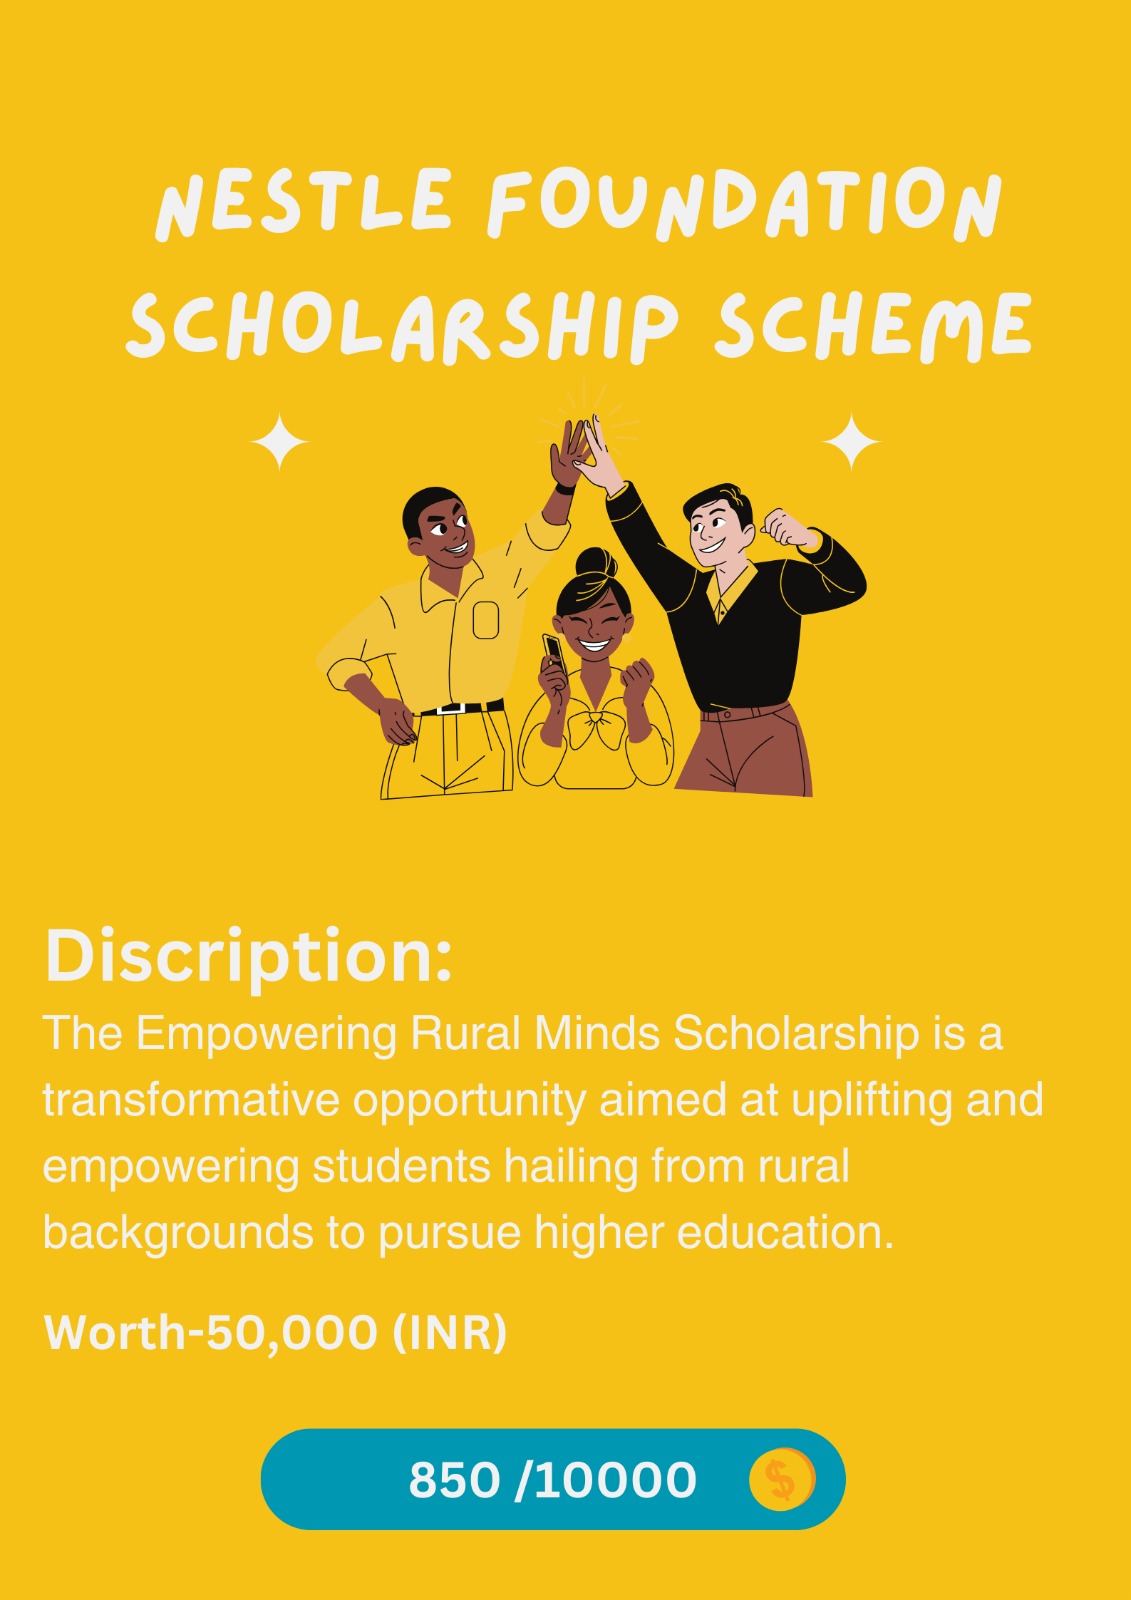 NESTLE FOUNDATION
SCHOLARSHIP SCHEME
Discription:
The Empowering Rural Minds Scholarship is a
transformative opportunity aimed at uplifting and
empowering students hailing from rural
backgrounds to pursue higher education.
Worth-50,000 (INR)
850 /10000 $